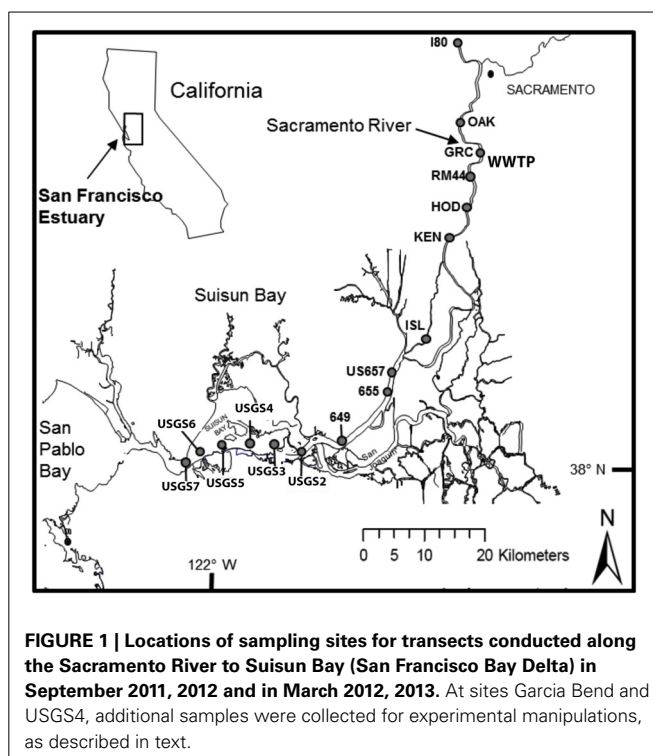 I80
SACRAMENTO
California
Sacramento River
OAK
GRC
WWTP
RM44
San Francisco
Estuary
HOD
KEN
Suisun Bay
ISL
US657
655
USGS4
649
USGS6
SUISUN
BAY
San
Pablo
Bay
San
Joaquin
USGS7
USGS5
USGS3
USGS2
38° N
N
0 5 10 20 Kilometers
122° W
FIGURE 1 | Locations of sampling sites for transects conducted along
the Sacramento River to Suisun Bay (San Francisco Bay Delta) in
September 2011, 2012 and in March 2012, 2013. At sites Garcia Bend and
USGS4, additional samples were collected for experimental manipulations,
as described in text.